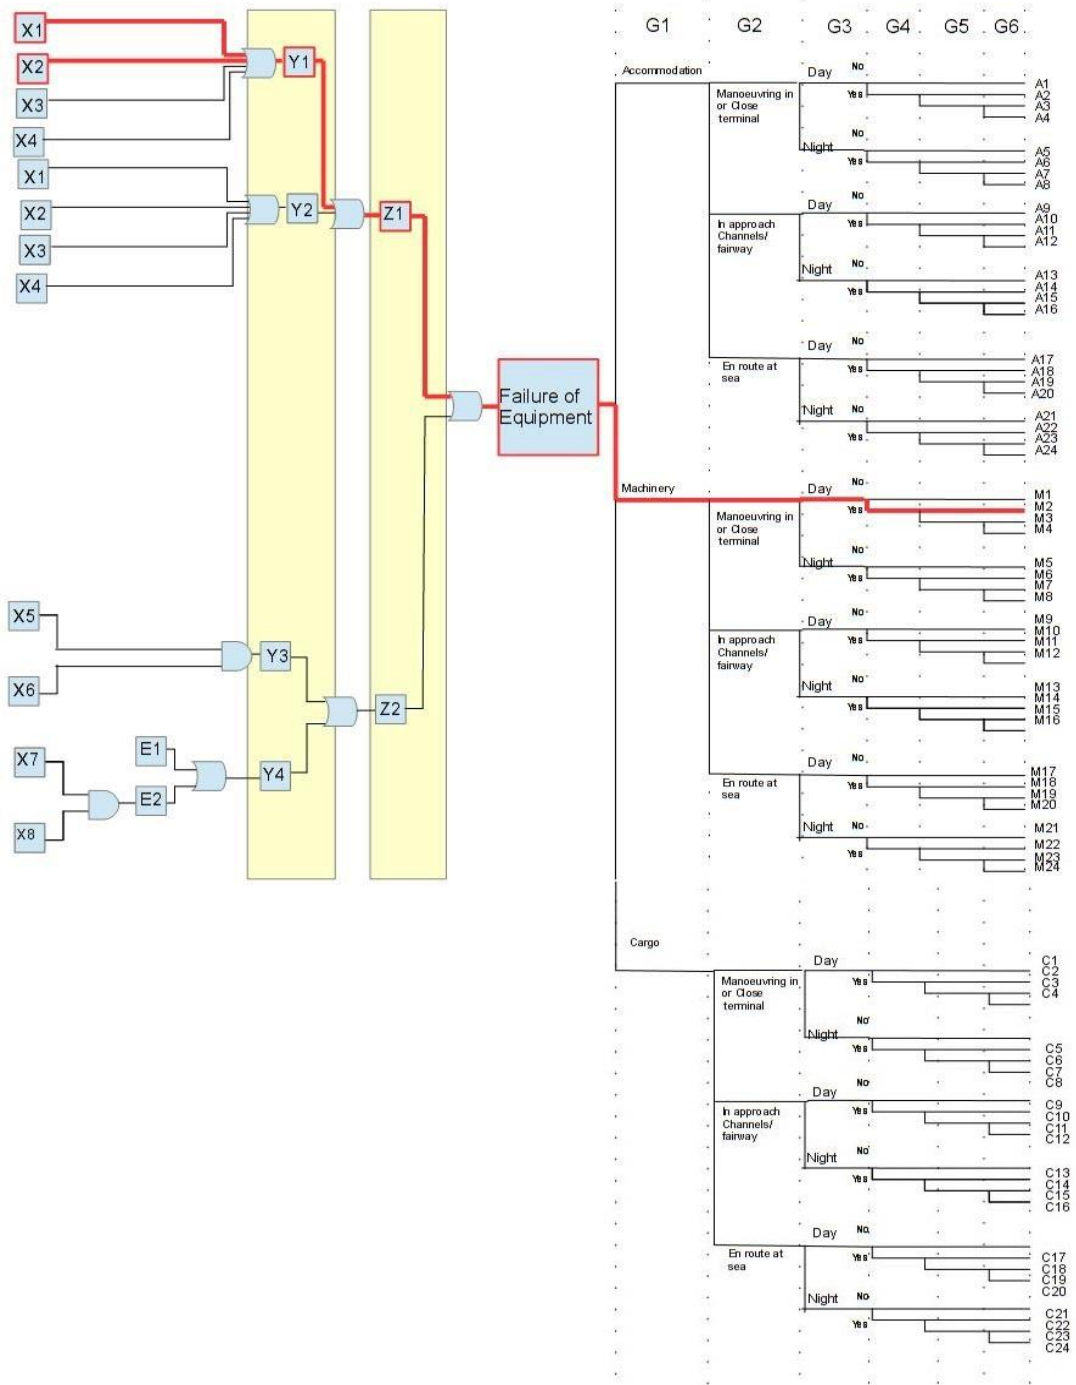 G1 G2 G3 G4 G5 G6
X1
X2
X3
X4
Y1
X1
X2
X3
X4
Y2
Z1
Failure of
Equipment
X5
X6
Y3
X7
X8
E1
E2
Y4
Z2
Accommodation
Manoeuvring in
or Close
terminal
Day
No
Yes
A1
A2
A3
A4
No
Night
Yes
A5
A6
A7
A8
In approach
Channels/
fairway
No
Day
Yes
A9
A10
A11
A12
Night
No
Yes
A13
A14
A15
A16
En route at
sea
Day
No
Yes
A17
A18
A19
A20
Night
No
Yes
A21
A22
A23
A24
Machinery
Manoeuvring in
or Close
terminal
Day
No
Yes
M1
M2
M3
M4
No
Night
Yes
M5
M6
M7
M8
In approach
Channels/
fairway
No
Day
Yes
M9
M10
M11
M12
Night
No
Yes
M13
M14
M15
M16
En route at
sea
Day
No
Yes
M17
M18
M19
M20
Night
No
Yes
M21
M22
M23
M24
Cargo
Manoeuvring in
or Close
terminal
Day
Yes
C1
C2
C3
C4
No
Night
Yes
C5
C6
C7
C8
In approach
Channels/
fairway
No
Day
Yes
C9
C10
C11
C12
Night
No
Yes
C13
C14
C15
C16
En route at
sea
Day
No
Yes
C17
C18
C19
C20
Night
No
Yes
C21
C22
C23
C24